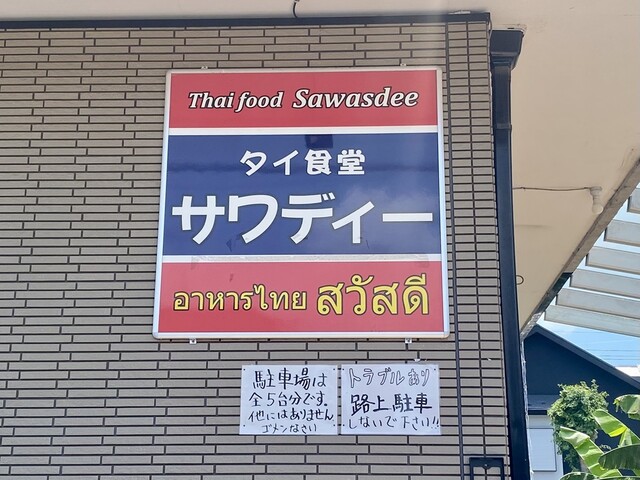 Thai food Sawasdee
タイ食堂
サワディー
อาหารไทย สวัสดี
駐車場は
全5台分です。
他にはありません
ゴメンなさい
トラブルあり
路上駐車
しないで下さい!!